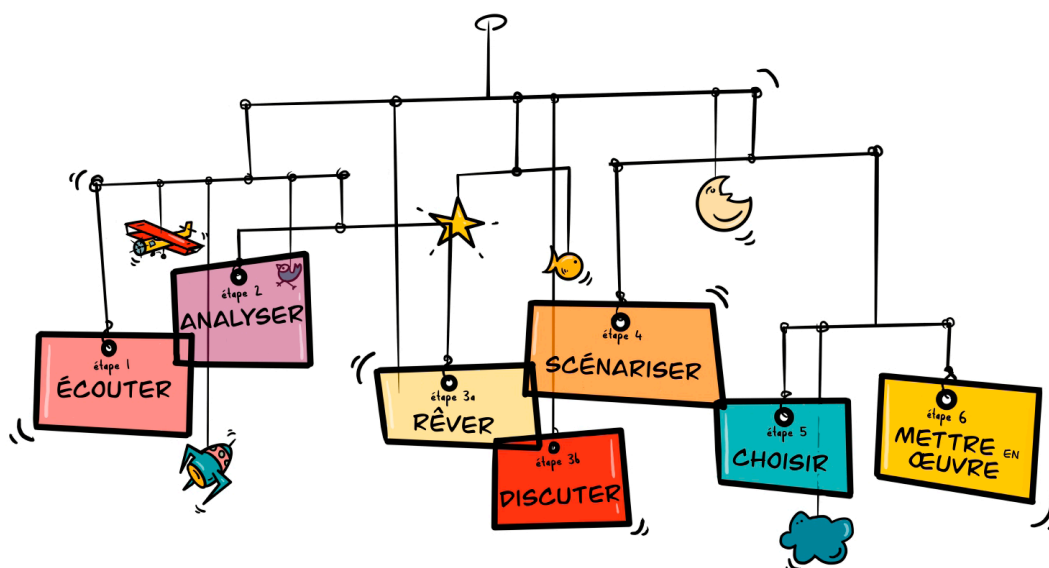 étape 1
ÉCOUTER
étape 2
ANALYSER
étape 3a
RÊVER
étape 3b
DISCUTER
étape 4
SCÉNARISER
étape 5
CHOISIR
étape 6
METTRE EN
ŒUVRE